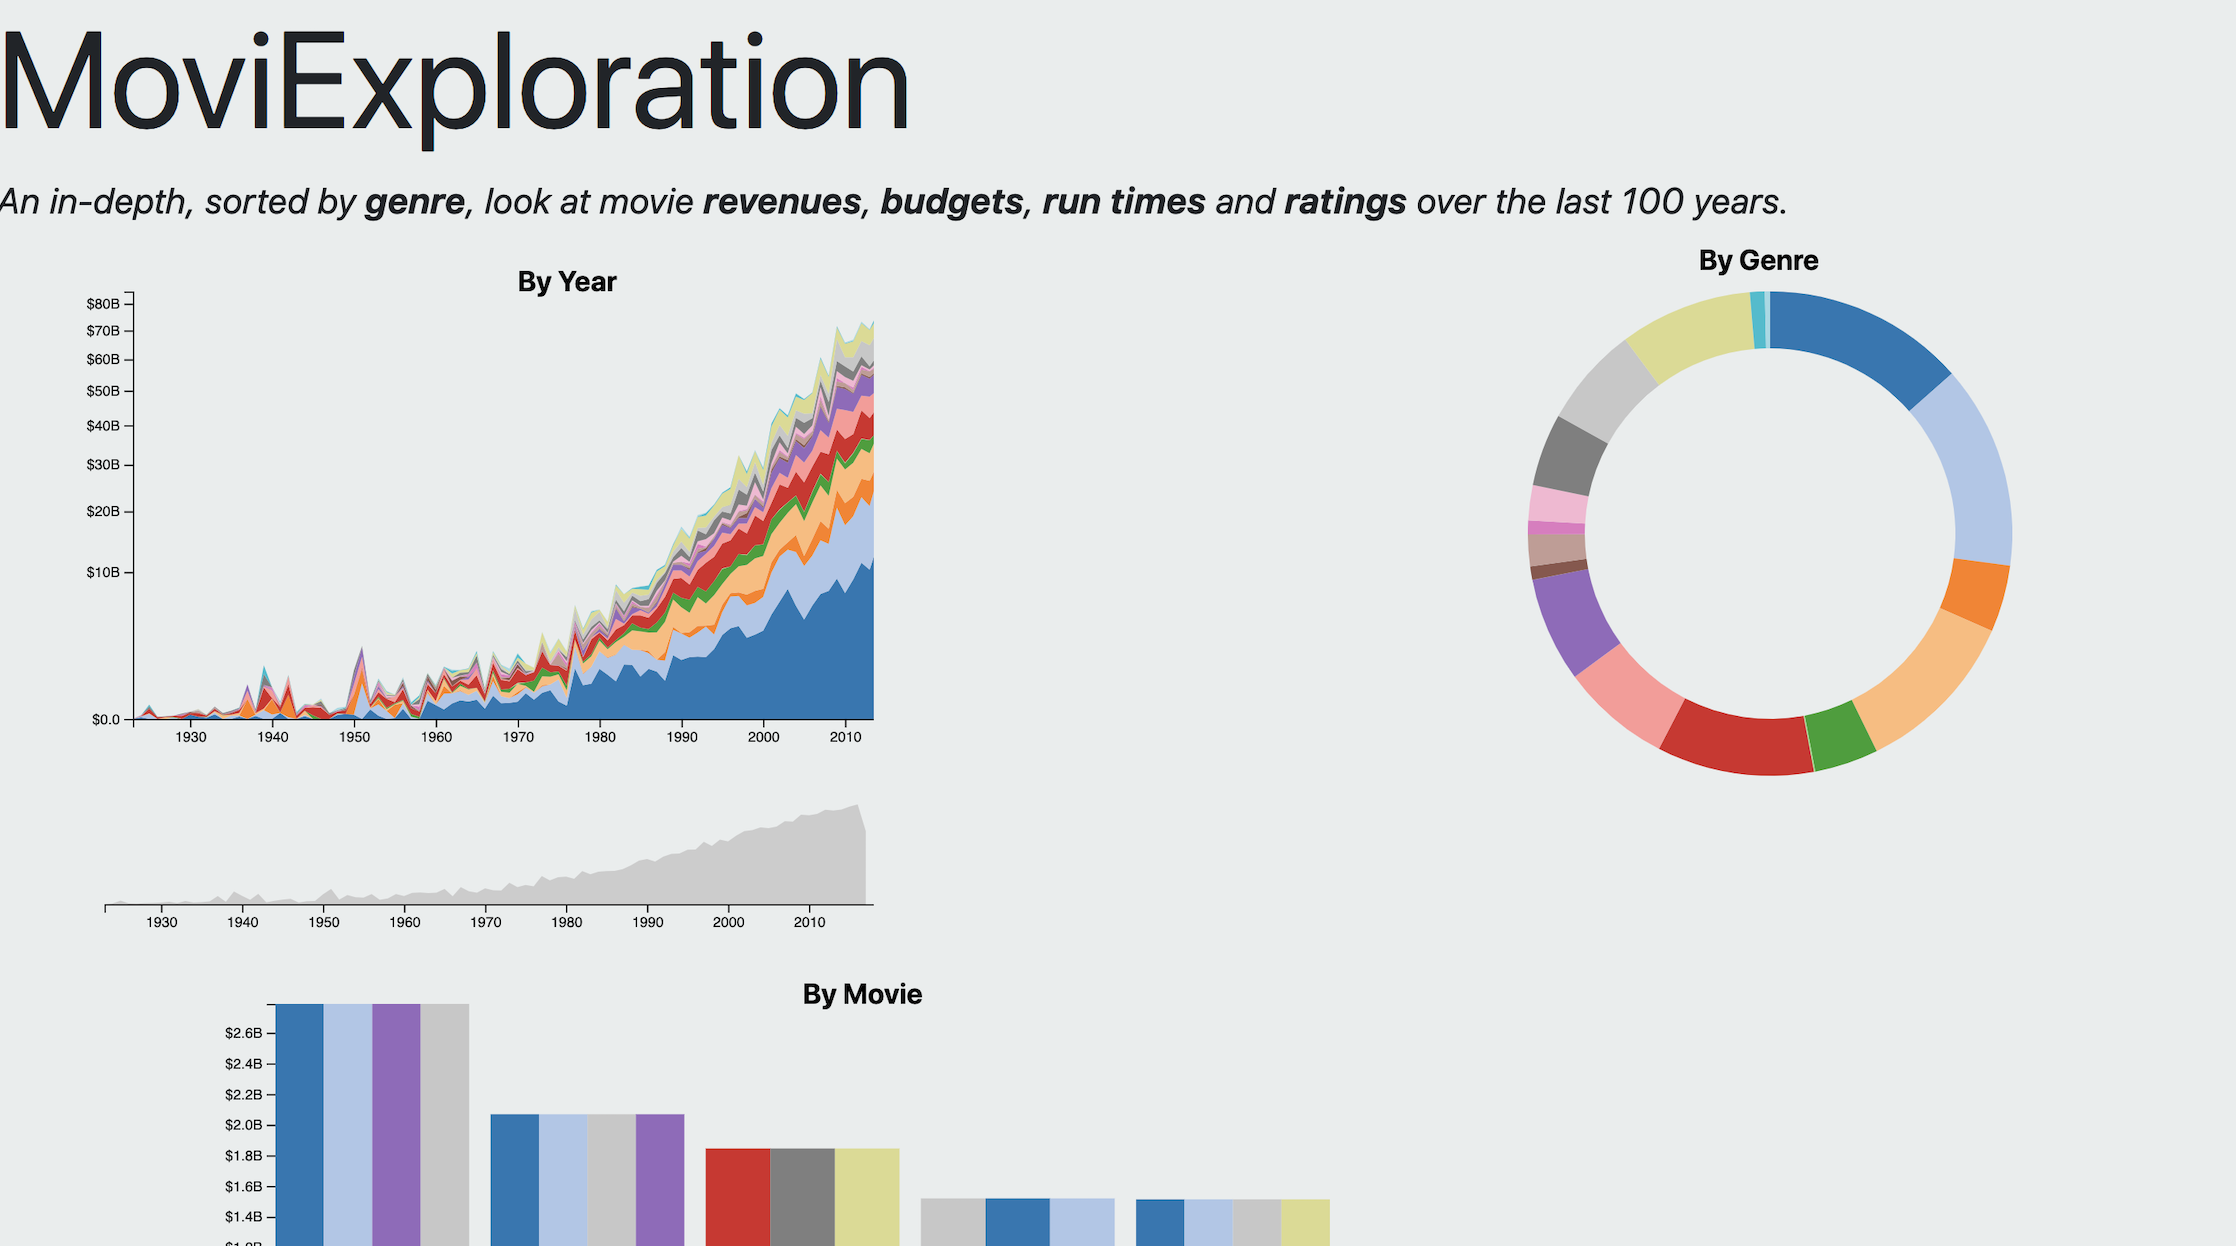 MoviExploration
An in-depth, sorted by genre, look at movie revenues, budgets, run times and ratings over the last 100 years.
By Year
By Genre
$80B
$70B
$60B
$50B
$40B
$30B
$20B
$10B
$0.0
1930 1940 1950 1960 1970 1980 1990 2000 2010
1930 1940 1950 1960 1970 1980 1990 2000 2010
By Movie
$2.6B
$2.4B
$2.2B
$2.0B
$1.8B
$1.6B
$1.4B